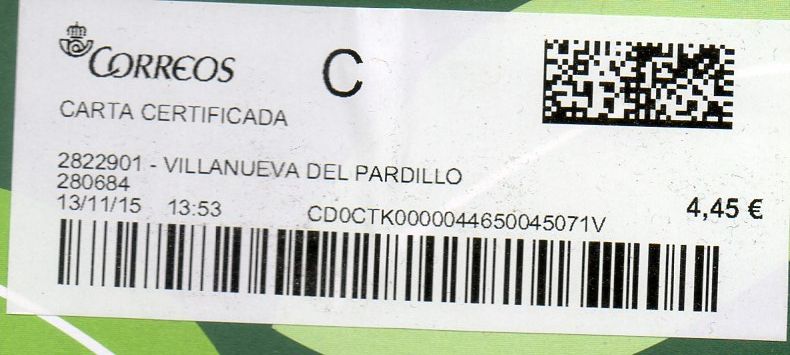 CORREOS
C
CARTA CERTIFICADA
2822901 - VILLANUEVA DEL PARDILLO
280684
13/11/15 13:53 CD0CTK0000044650045071V 4,45 €